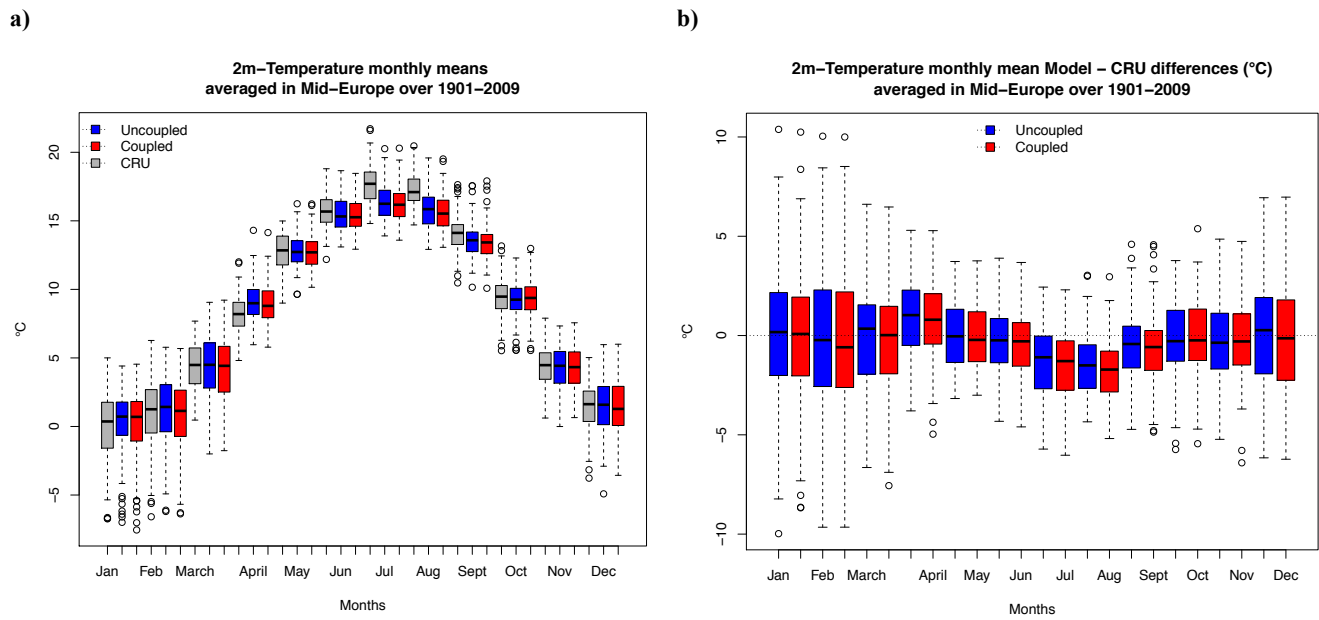 a)
2m−Temperature monthly means
averaged in Mid−Europe over 1901−2009
Uncoupled
Coupled
CRU
20
15
10
5
0
−5
°C
Jan Feb March April May Jun Jul Aug Sept Oct Nov Dec
Months
b)
2m−Temperature monthly mean Model − CRU differences (°C)
averaged in Mid−Europe over 1901−2009
Uncoupled
Coupled
10
5
0
−5
−10
°C
Jan Feb March April May Jun Jul Aug Sept Oct Nov Dec
Months